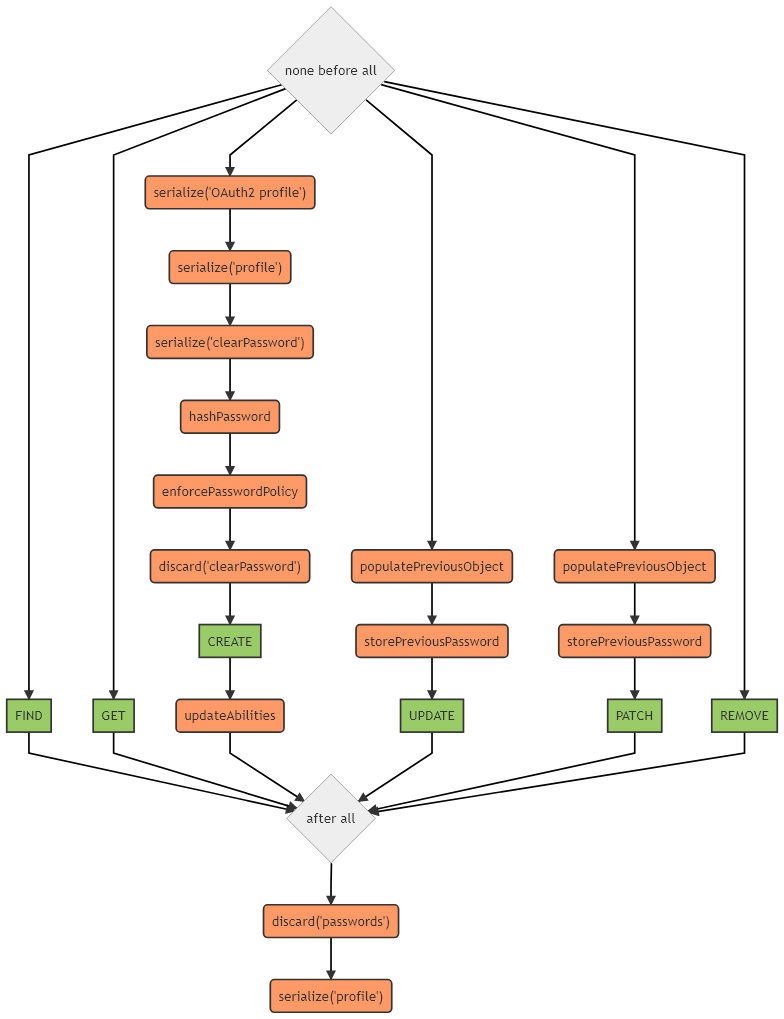 none before all
serialize('OAuth2 profile')
serialize('profile')
serialize('clearPassword')
hashPassword
enforcePasswordPolicy
discard('clearPassword')
populatePreviousObject
populatePreviousObject
CREATE
storePreviousPassword
storePreviousPassword
FIND
GET
updateAbilities
UPDATE
PATCH
REMOVE
after all
discard('passwords')
serialize('profile')